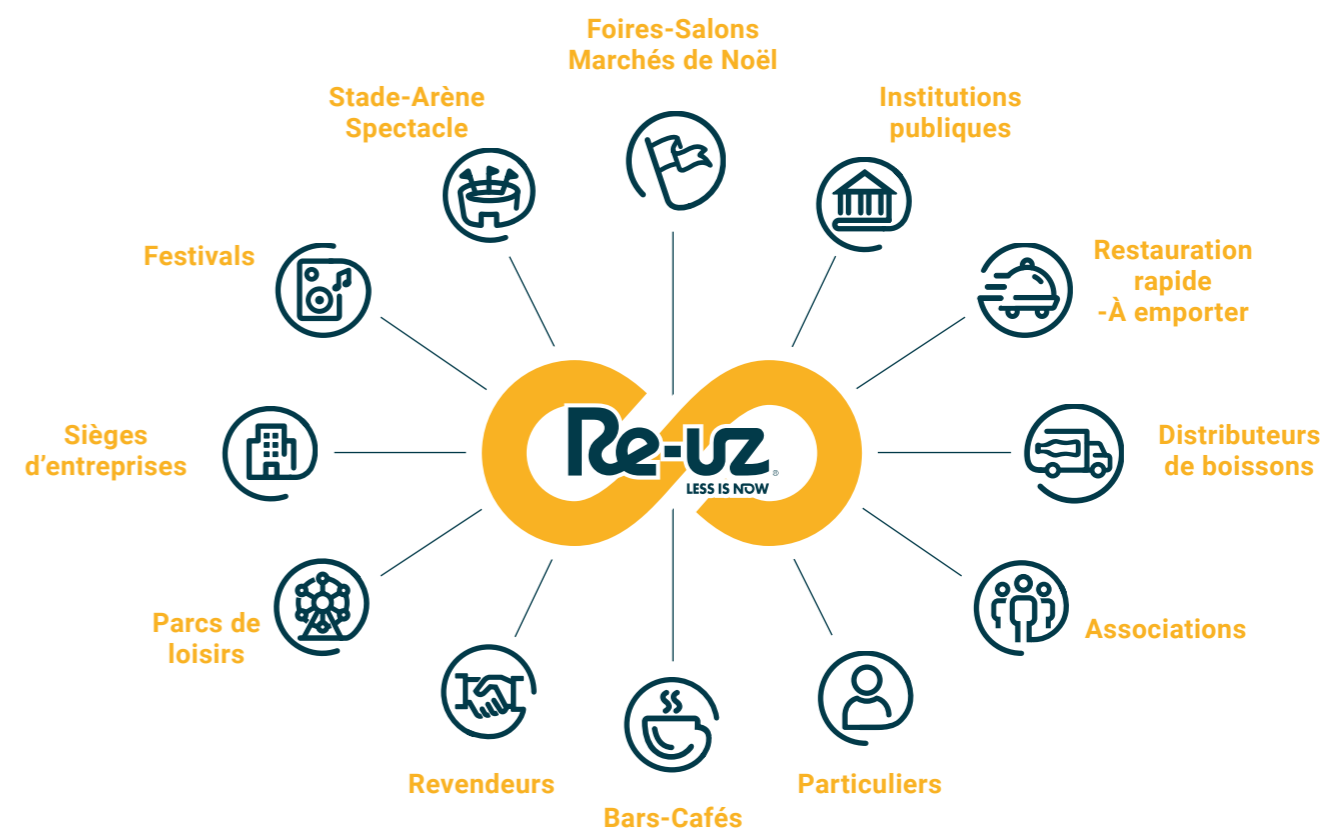 Foires-Salons
Marchés de Noël
Stade-Arène
Spectacle
Institutions
publiques
Festivals
Restauration
rapide
-À emporter
Sièges
d’entreprises
Re-uz
®
LESS IS NOW
Distributeurs
de boissons
Parcs de
loisirs
Associations
Revendeurs
Particuliers
Bars-Cafés